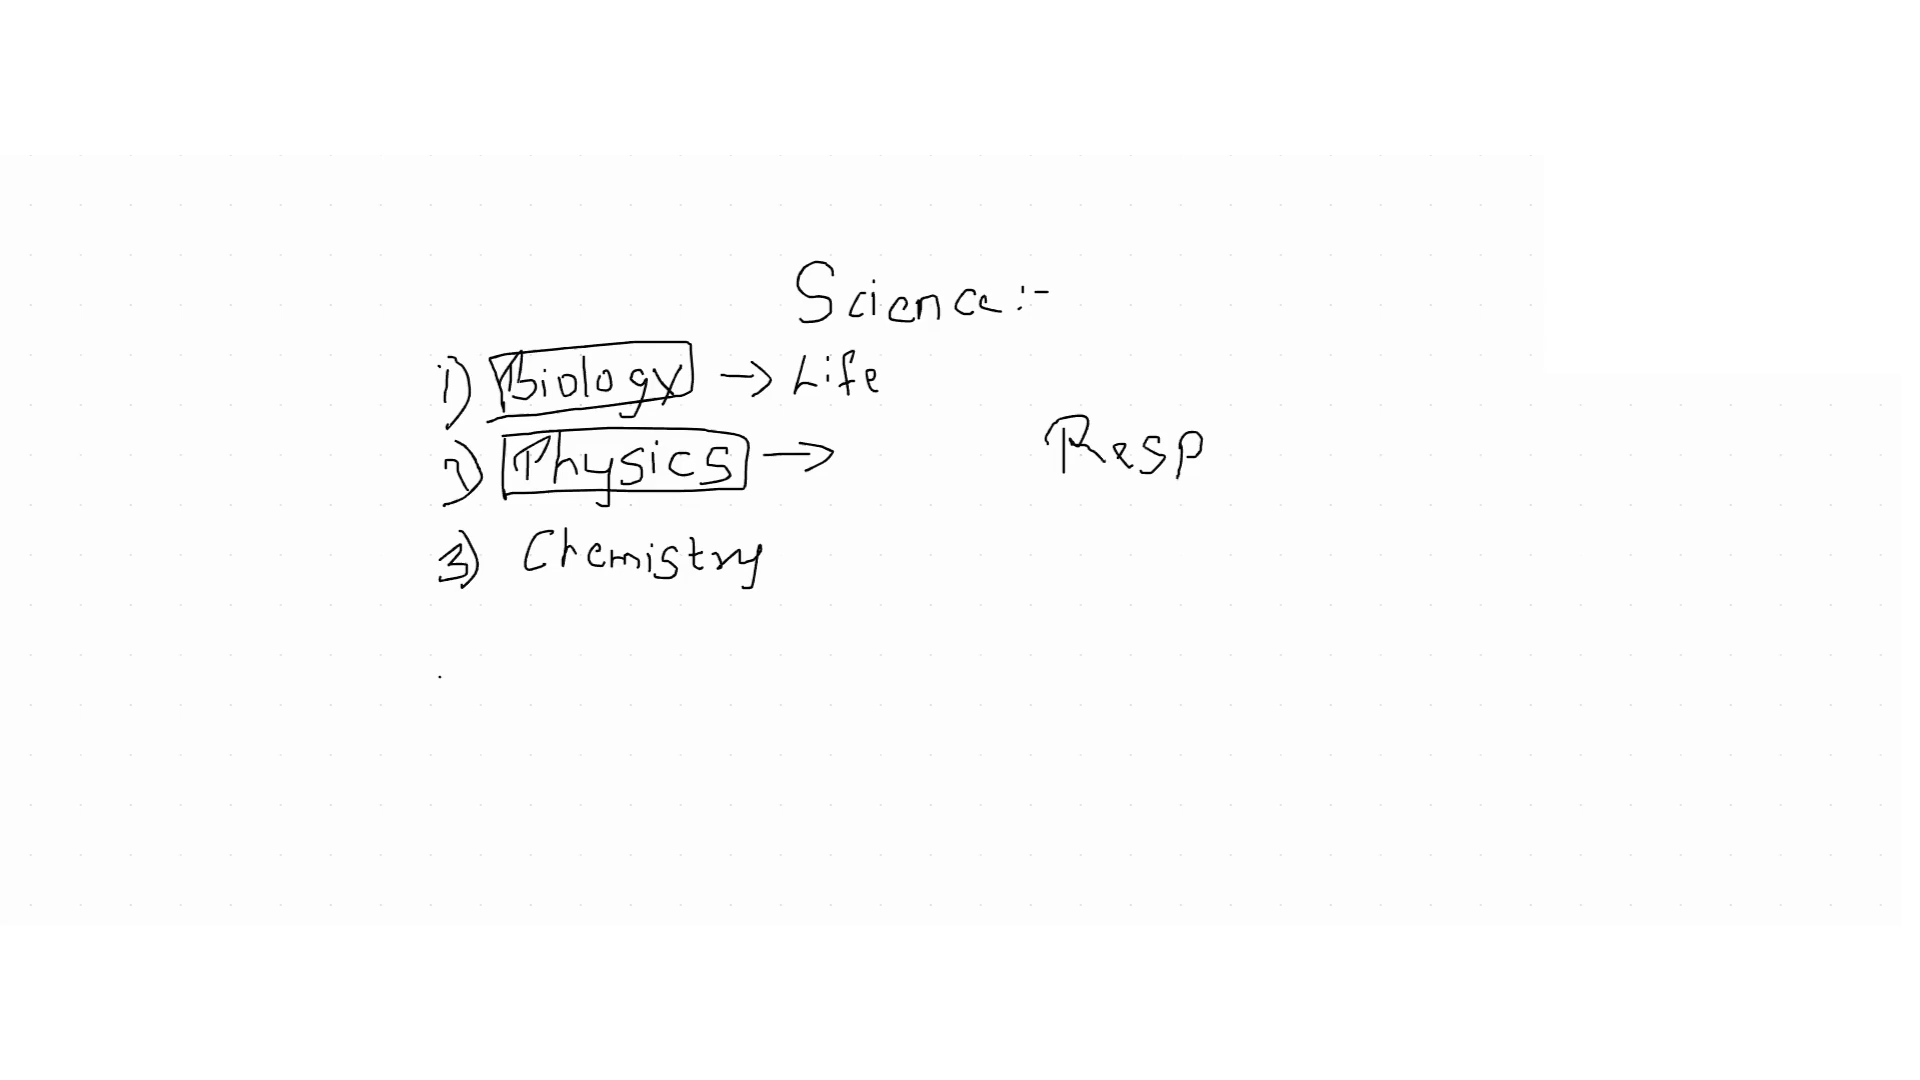 Science:-
1) Biology → Life
2) Physics →
Resp
3) Chemistry